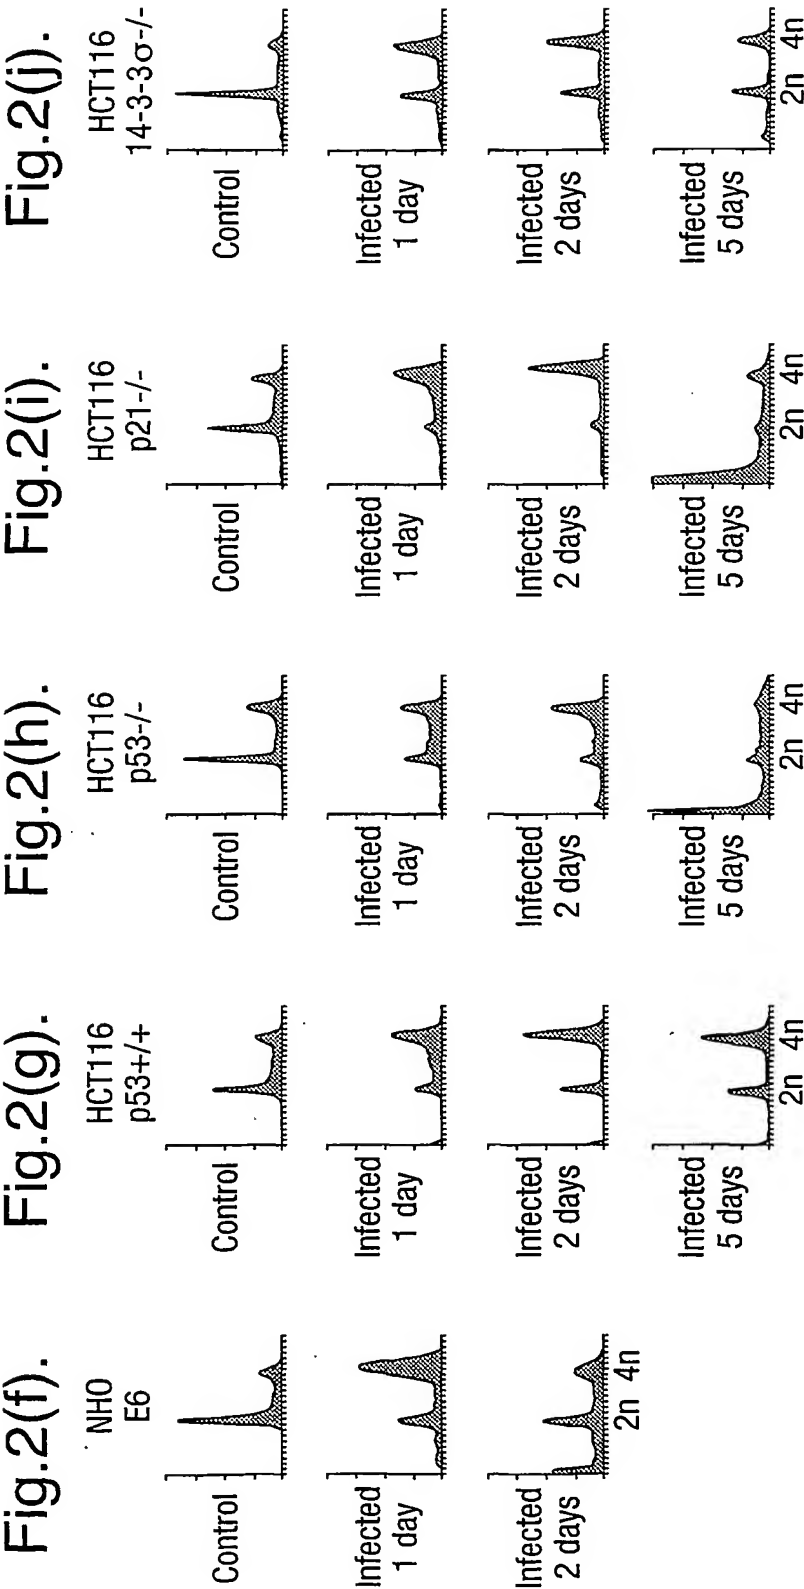 Fig.2(f).
NHO
E6
Control
Infected
1 day
Infected
2 days
2n 4n
Fig.2(g).
HCT116
p53+/+
Control
Infected
1 day
Infected
2 days
Infected
5 days
2n 4n
Fig.2(h).
HCT116
p53-/-
Control
Infected
1 day
Infected
2 days
Infected
5 days
2n 4n
Fig.2(i).
HCT116
p21-/-
Control
Infected
1 day
Infected
2 days
Infected
5 days
2n 4n
Fig.2(j).
HCT116
14-3-3σ-/-
Control
Infected
1 day
Infected
2 days
Infected
5 days
2n 4n